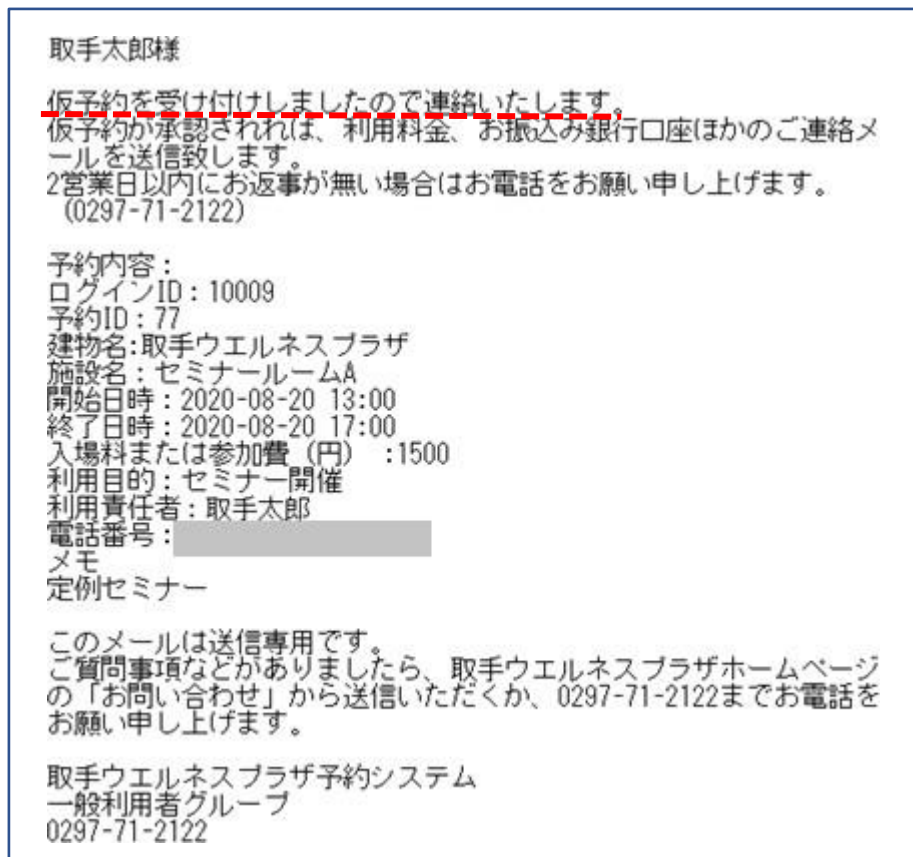 取手太郎様
仮予約を受け付けしましたので連絡いたします。
仮予約が承認されれば、利用料金、お振込み銀行口座ほかのご連絡メ
ールを送信致します。
2営業日以内にお返事が無い場合はお電話をお願い申し上げます。
(0297-71-2122)
予約内容：
ログインID：10009
予約ID：77
建物名:取手ウエルネスプラザ
施設名：セミナールームA
開始日時：2020-08-20 13:00
終了日時：2020-08-20 17:00
入場料または参加費（円） :1500
利用目的：セミナー開催
利用責任者：取手太郎
電話番号：
メモ
定例セミナー
このメールは送信専用です。
ご質問事項などがありましたら、取手ウエルネスプラザホームページ
の「お問い合わせ」から送信いただくか、0297-71-2122までお電話を
お願い申し上げます。
取手ウエルネスプラザ予約システム
一般利用者グループ
0297-71-2122